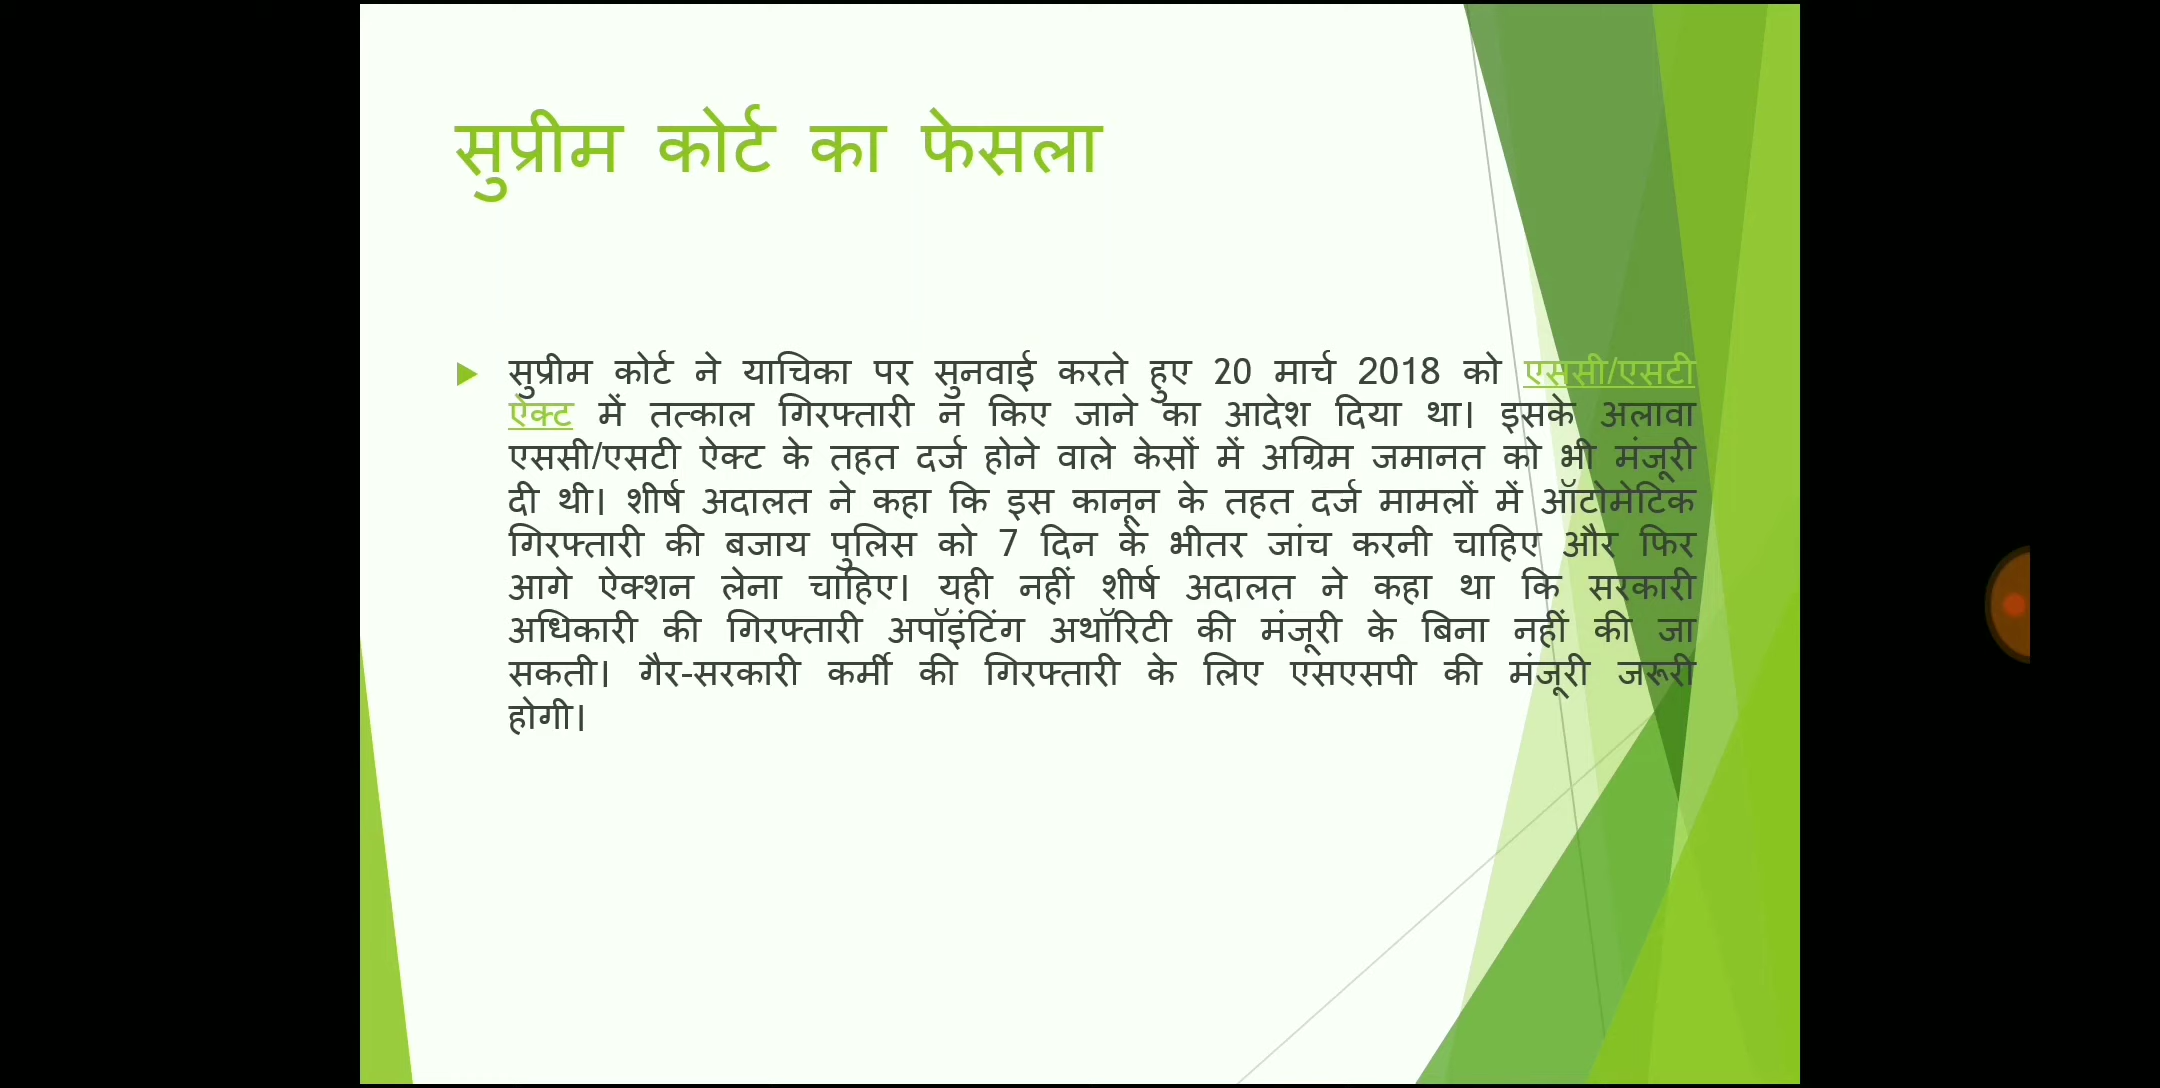 सुप्रीम कोर्ट का फेसला
सुप्रीम कोर्ट ने याचिका पर सुनवाई करते हुए 20 मार्च 2018 को एससी/एसटी
ऐक्ट में तत्काल गिरफ्तारी न किए जाने का आदेश दिया था। इसके अलावा
एससी/एसटी ऐक्ट के तहत दर्ज होने वाले केसों में अग्रिम जमानत को भी मंजूरी
दी थी। शीर्ष अदालत ने कहा कि इस कानून के तहत दर्ज मामलों में ऑटोमेटिक
गिरफ्तारी की बजाय पुलिस को 7 दिन के भीतर जांच करनी चाहिए और फिर
आगे ऐक्शन लेना चाहिए। यही नहीं शीर्ष अदालत ने कहा था कि सरकारी
अधिकारी की गिरफ्तारी अपॉइंटिंग अथॉरिटी की मंजूरी के बिना नहीं की जा
सकती। गैर-सरकारी कर्मी की गिरफ्तारी के लिए एसएसपी की मंजूरी जरूरी
होगी।